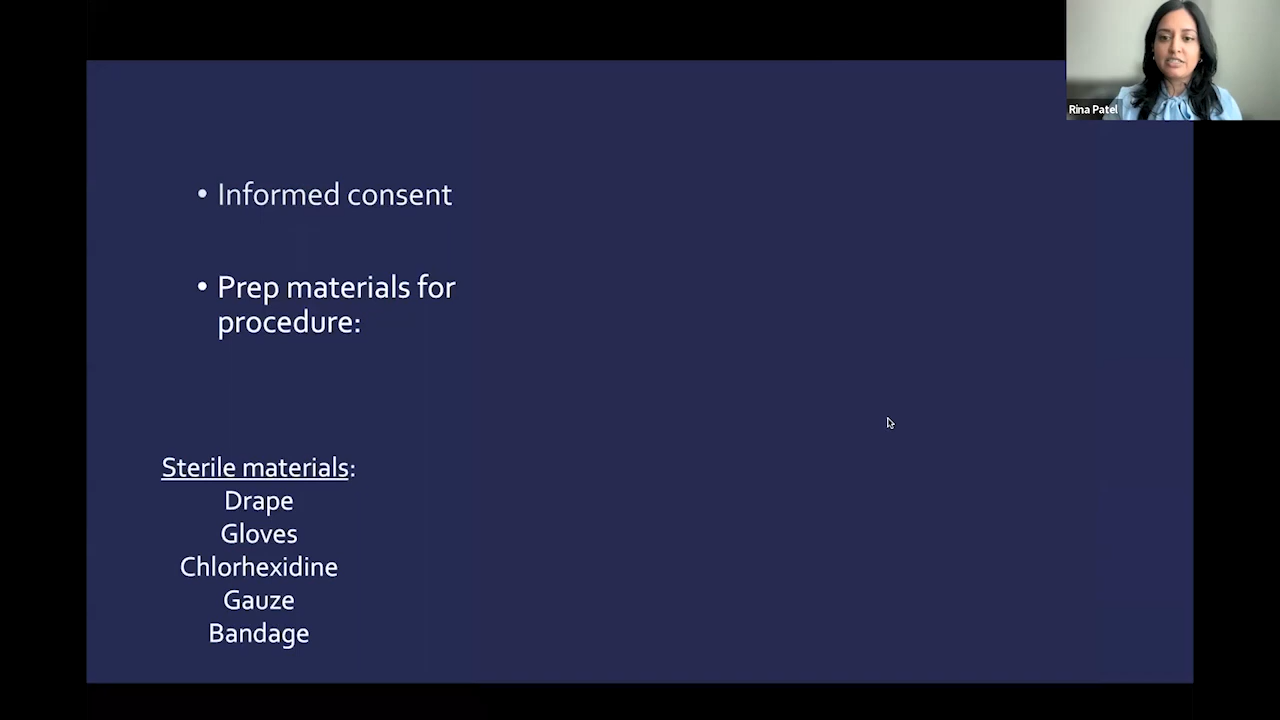 Rina Patel
• Informed consent
• Prep materials for
procedure:
Sterile materials:
Drape
Gloves
Chlorhexidine
Gauze
Bandage